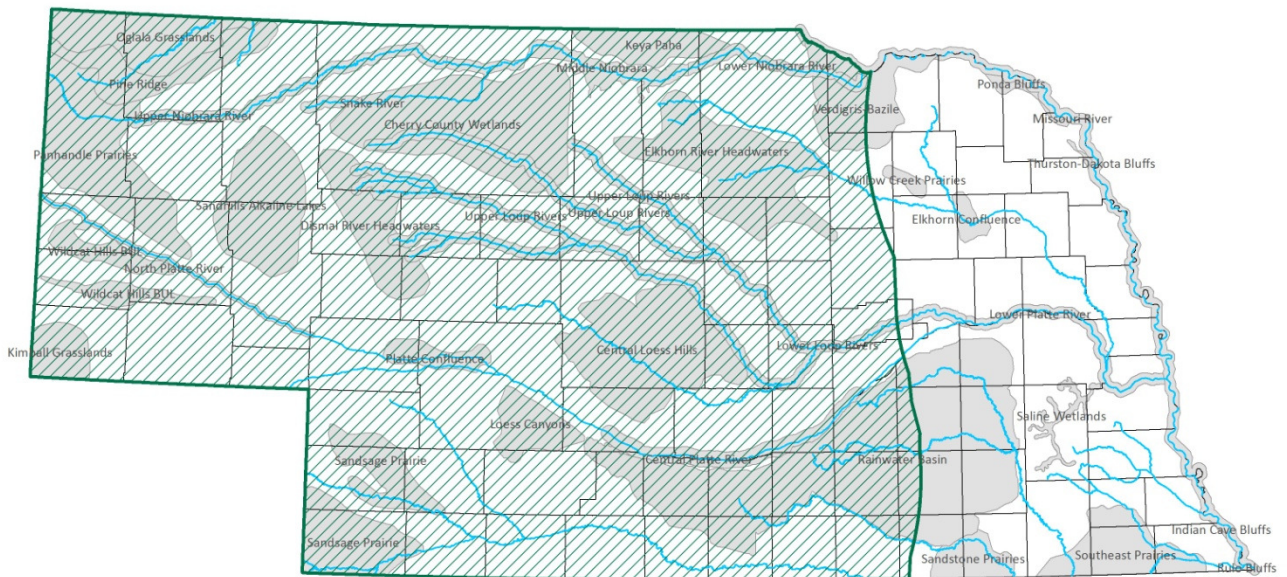 Oglala Grasslands
Keya Paha
Middle Niobrara
Lower Niobrara River
Pine Ridge
Ponca Bluffs
Snake River
Verdigris-Bazile
Upper Niobrara River
Cherry County Wetlands
Missouri River
Panhandle Prairies
Elkhorn River Headwaters
Thurston-Dakota Bluffs
Willow Creek Prairies
Upper Loup Rivers
Sandhills Alkaline Lakes
Upper Loup Rivers
Upper Loup Rivers
Elkhorn Confluence
Dismal River Headwaters
Wildcat Hills BUL
North Platte River
Wildcat Hills BUL
Lower Platte River
Kimball Grasslands
Platte Confluence
Central Loess Hills
Lower Loup Rivers
Saline Wetlands
Loess Canyons
Sandsage Prairie
Central Platte River
Rainwater Basin
Indian Cave Bluffs
Sandsage Prairie
Sandstone Prairies
Southeast Prairies
Rulo Bluffs